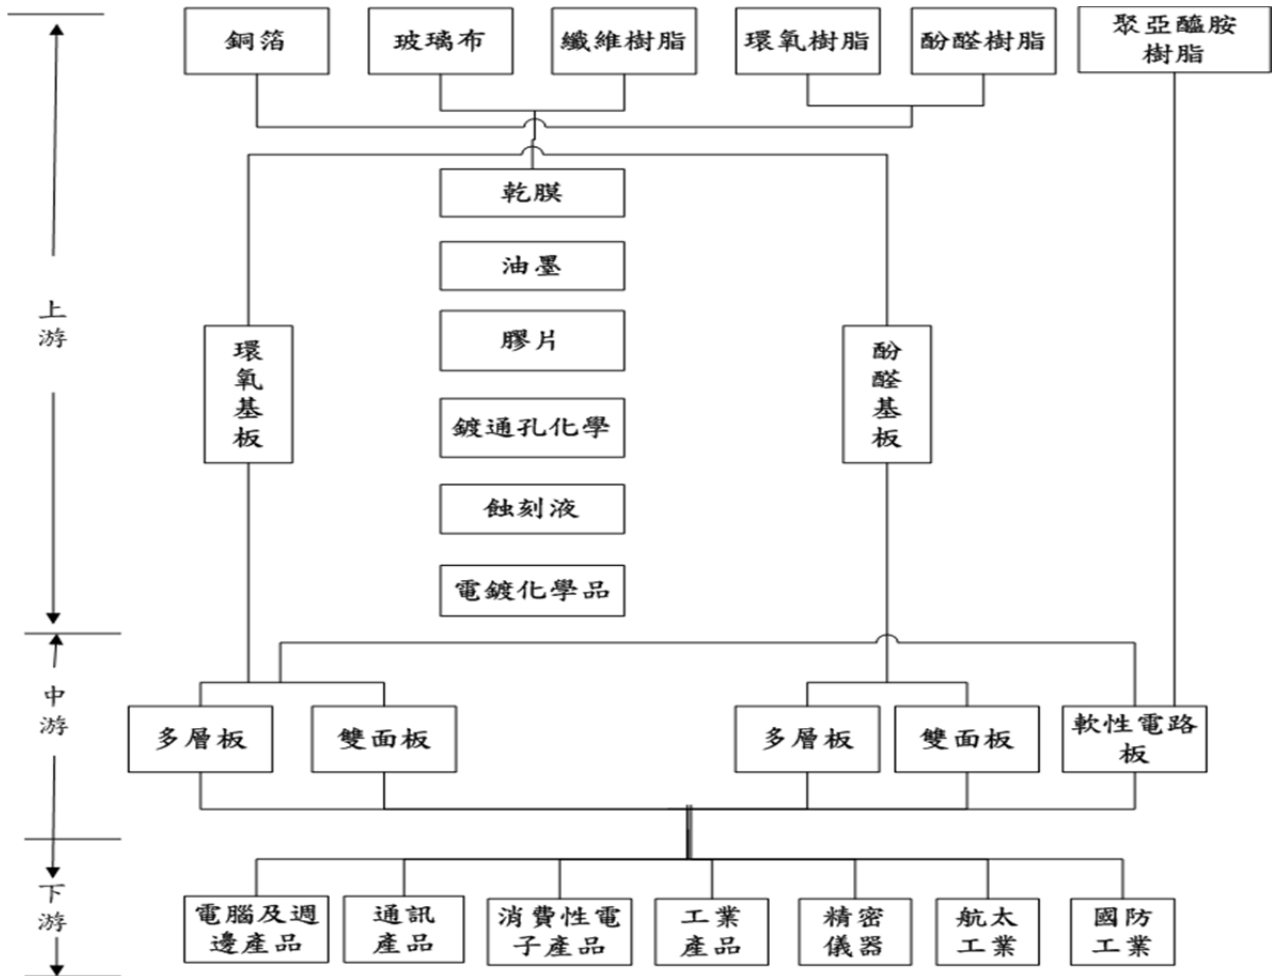 銅箔
玻璃布
纖維樹脂
環氧樹脂
酚醛樹脂
聚亞醯胺
樹脂
乾膜
油墨
膠片
鍍通孔化學
蝕刻液
電鍍化學品
環氧基板
酚醛基板
上游
中游
多層板
雙面板
多層板
雙面板
軟性電路
板
下游
電腦及週
邊產品
通訊
產品
消費性電
子產品
工業
產品
精密
儀器
航太
工業
國防
工業